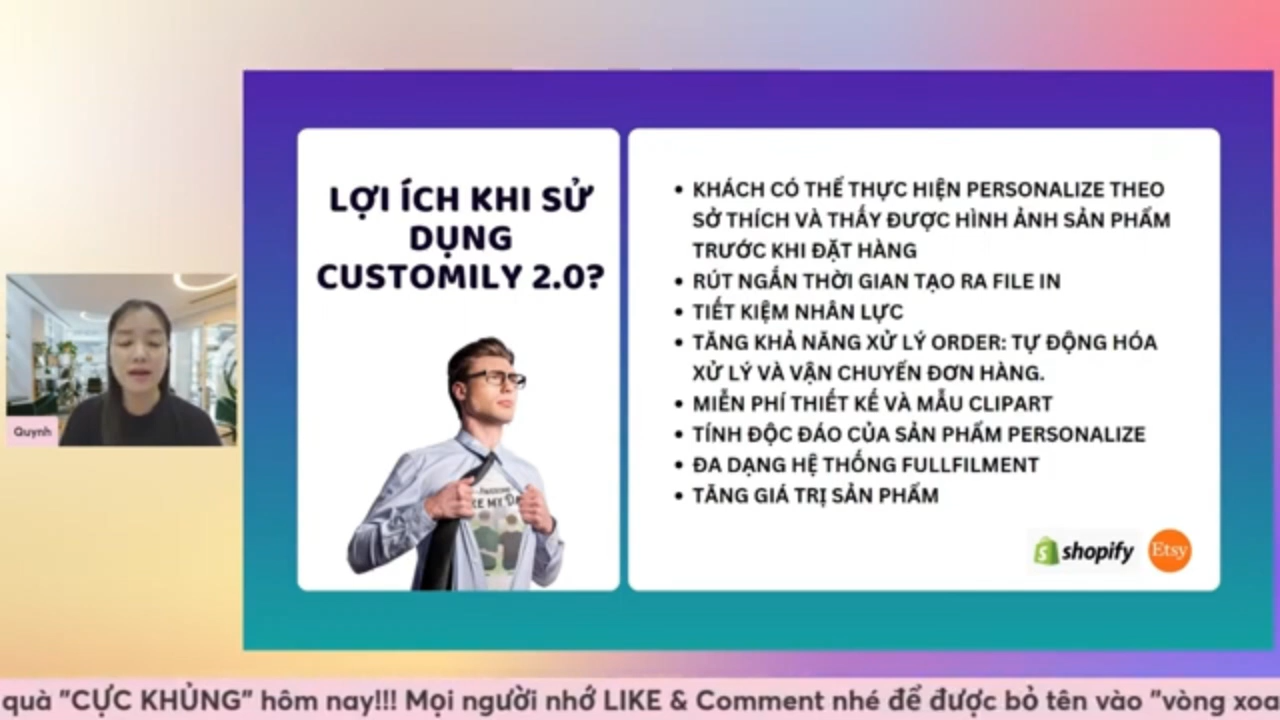 LỢI ÍCH KHI SỬ
DỤNG
CUSTOMILY 2.0?
• KHÁCH CÓ THỂ THỰC HIỆN PERSONALIZE THEO
SỞ THÍCH VÀ THẤY ĐƯỢC HÌNH ẢNH SẢN PHẨM
TRƯỚC KHI ĐẶT HÀNG
• RÚT NGẮN THỜI GIAN TẠO RA FILE IN
• TIẾT KIỆM NHÂN LỰC
• TĂNG KHẢ NĂNG XỬ LÝ ORDER: TỰ ĐỘNG HÓA
XỬ LÝ VÀ VẬN CHUYỂN ĐƠN HÀNG.
• MIỄN PHÍ THIẾT KẾ VÀ MẪU CLIPART
• TÍNH ĐỘC ĐÁO CỦA SẢN PHẨM PERSONALIZE
• ĐA DẠNG HỆ THỐNG FULLFILMENT
• TĂNG GIÁ TRỊ SẢN PHẨM
shopify
Etsy
Quynh
quà "CỰC KHỦNG" hôm nay!!! Mọi người nhớ LIKE & Comment nhé để được bỏ tên vào "vòng xoa